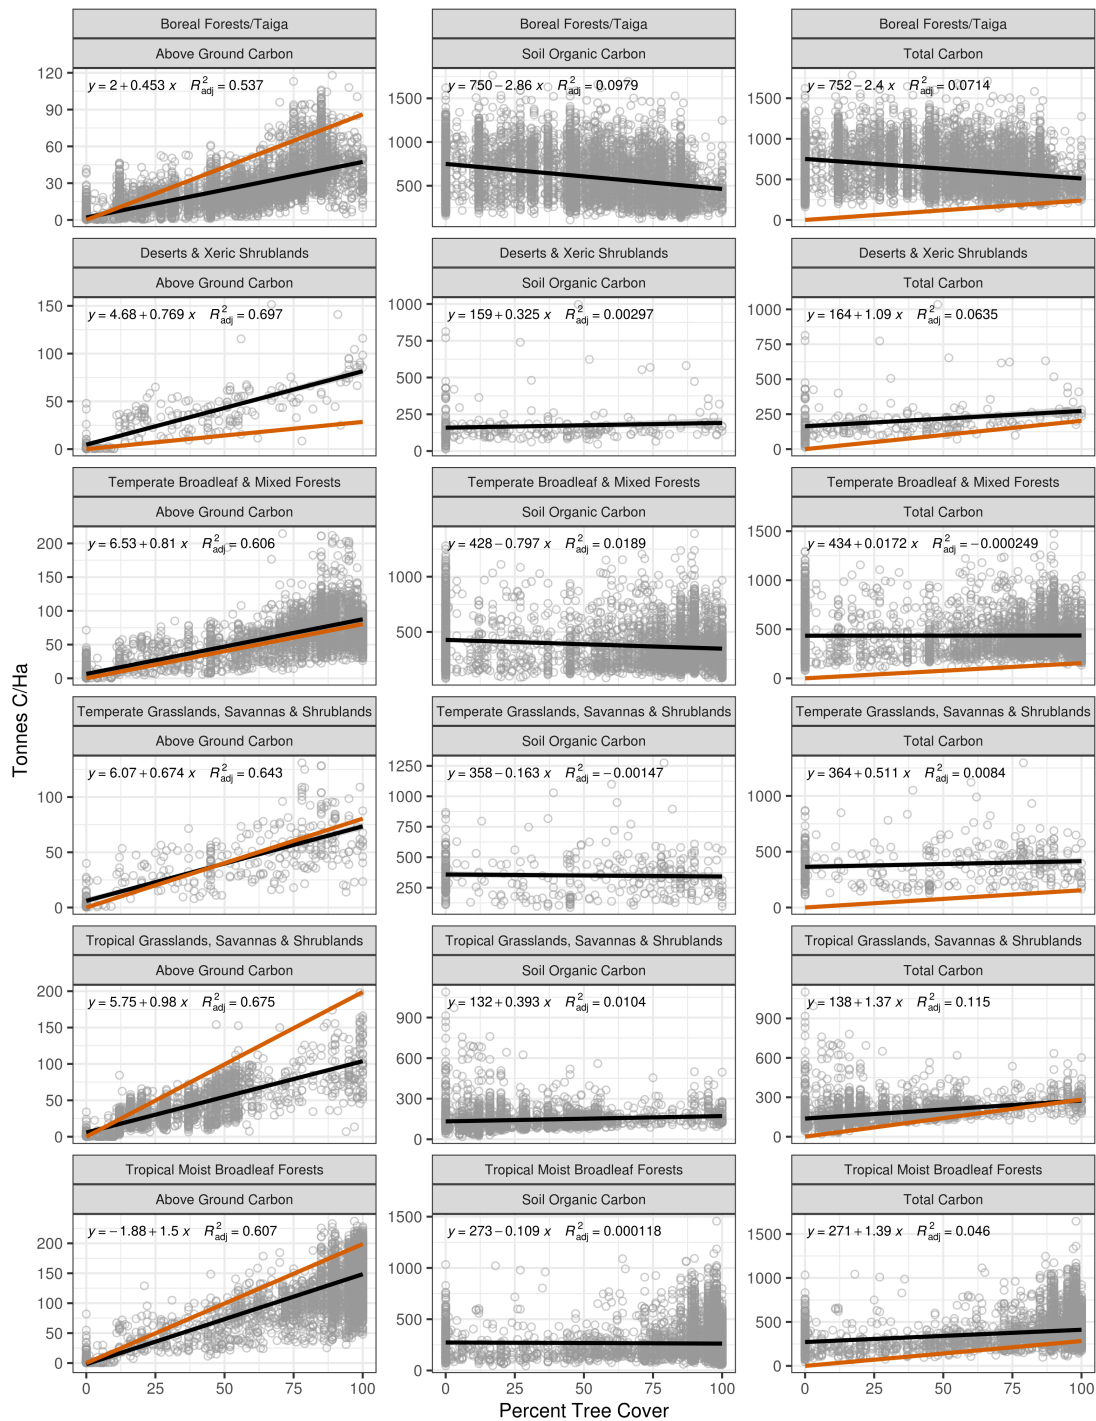 Boreal Forests/Taiga
Above Ground Carbon
y = 2 + 0.453 x R²adj = 0.537
120
90
60
30
0
Boreal Forests/Taiga
Soil Organic Carbon
y = 750 − 2.86 x R²adj = 0.0979
1500
1000
500
Boreal Forests/Taiga
Total Carbon
y = 752 − 2.4 x R²adj = 0.0714
1500
1000
500
0
Deserts & Xeric Shrublands
Above Ground Carbon
y = 4.68 + 0.769 x R²adj = 0.697
150
100
50
0
Deserts & Xeric Shrublands
Soil Organic Carbon
y = 159 + 0.325 x R²adj = 0.00297
1000
750
500
250
0
Deserts & Xeric Shrublands
Total Carbon
y = 164 + 1.09 x R²adj = 0.0635
1000
750
500
250
0
Temperate Broadleaf & Mixed Forests
Above Ground Carbon
y = 6.53 + 0.81 x R²adj = 0.606
200
150
100
50
0
Temperate Broadleaf & Mixed Forests
Soil Organic Carbon
y = 428 − 0.797 x R²adj = 0.0189
1000
500
Temperate Broadleaf & Mixed Forests
Total Carbon
y = 434 + 0.0172 x R²adj = −0.000249
1500
1000
500
0
Temperate Grasslands, Savannas & Shrublands
Above Ground Carbon
y = 6.07 + 0.674 x R²adj = 0.643
100
50
0
Temperate Grasslands, Savannas & Shrublands
Soil Organic Carbon
y = 358 − 0.163 x R²adj = −0.00147
1250
1000
750
500
250
Temperate Grasslands, Savannas & Shrublands
Total Carbon
y = 364 + 0.511 x R²adj = 0.0084
1000
500
0
Tropical Grasslands, Savannas & Shrublands
Above Ground Carbon
y = 5.75 + 0.98 x R²adj = 0.675
200
150
100
50
0
Tropical Grasslands, Savannas & Shrublands
Soil Organic Carbon
y = 132 + 0.393 x R²adj = 0.0104
900
600
300
0
Tropical Grasslands, Savannas & Shrublands
Total Carbon
y = 138 + 1.37 x R²adj = 0.115
900
600
300
0
Tropical Moist Broadleaf Forests
Above Ground Carbon
y = −1.88 + 1.5 x R²adj = 0.607
200
150
100
50
0
0 25 50 75 100
Tropical Moist Broadleaf Forests
Soil Organic Carbon
y = 273 − 0.109 x R²adj = 0.000118
1500
1000
500
0
0 25 50 75 100
Tropical Moist Broadleaf Forests
Total Carbon
y = 271 + 1.39 x R²adj = 0.046
1500
1000
500
0
0 25 50 75 100
Tonnes C/Ha
Percent Tree Cover